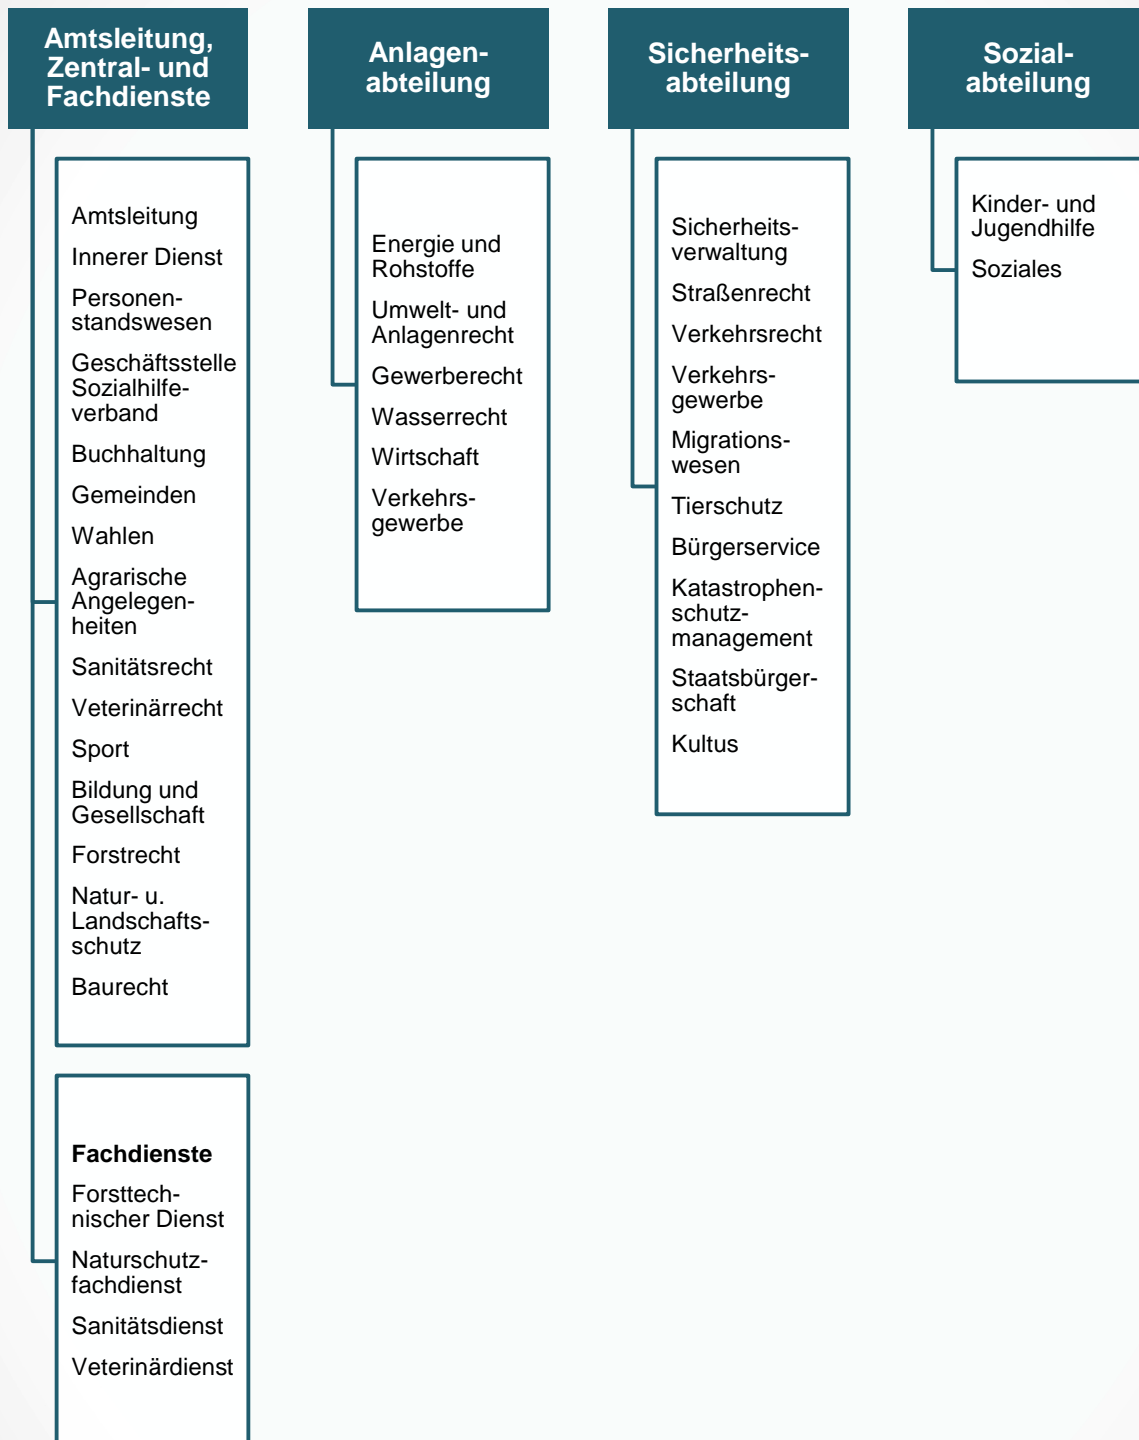 Amtsleitung,
Zentral- und
Fachdienste
Amtsleitung
Innerer Dienst
Personen-
standswesen
Geschäftsstelle
Sozialhilfe-
verband
Buchhaltung
Gemeinden
Wahlen
Agrarische
Angelegen-
heiten
Sanitätsrecht
Veterinärrecht
Sport
Bildung und
Gesellschaft
Forstrecht
Natur- u.
Landschafts-
schutz
Baurecht
Fachdienste
Forsttech-
nischer Dienst
Naturschutz-
fachdienst
Sanitätsdienst
Veterinärdienst
Anlagen-
abteilung
Energie und
Rohstoffe
Umwelt- und
Anlagenrecht
Gewerberecht
Wasserrecht
Wirtschaft
Verkehrs-
gewerbe
Sicherheits-
abteilung
Sicherheits-
verwaltung
Straßenrecht
Verkehrsrecht
Verkehrs-
gewerbe
Migrations-
wesen
Tierschutz
Bürgerservice
Katastrophen-
schutz-
management
Staatsbürger-
schaft
Kultus
Sozial-
abteilung
Kinder- und
Jugendhilfe
Soziales